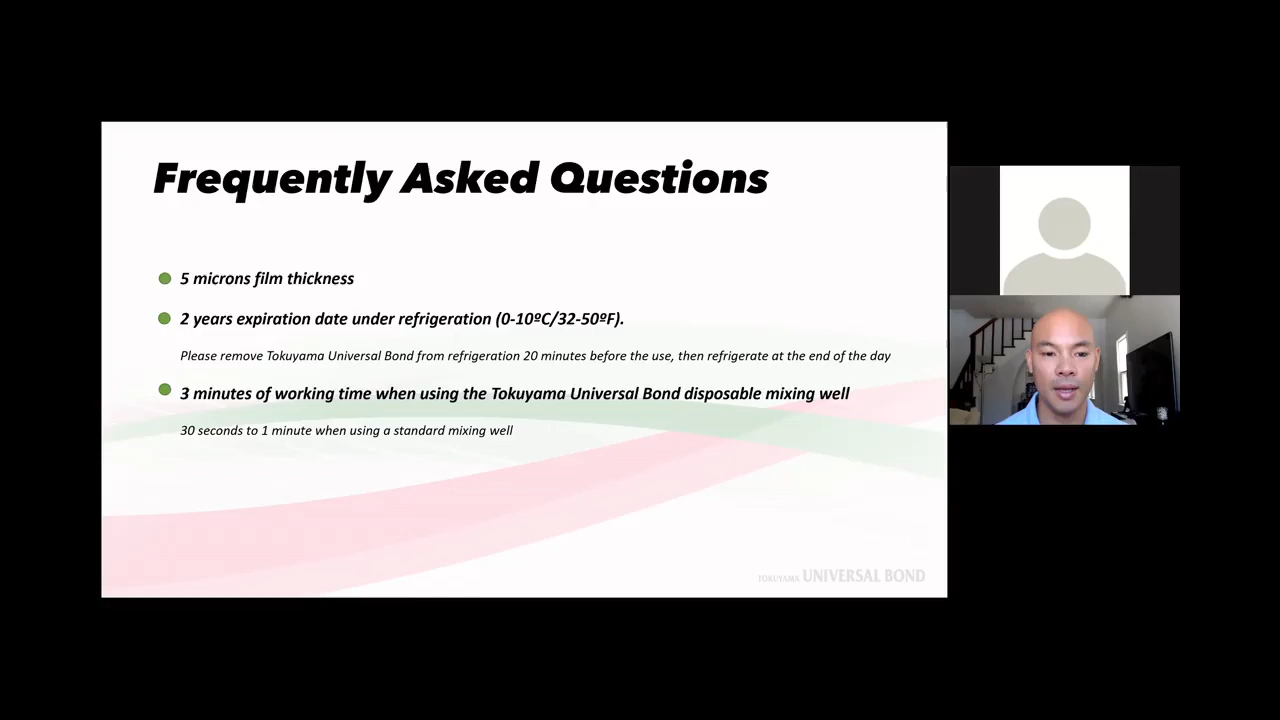 Frequently Asked Questions
5 microns film thickness
2 years expiration date under refrigeration (0-10ºC/32-50ºF).
Please remove Tokuyama Universal Bond from refrigeration 20 minutes before the use, then refrigerate at the end of the day
3 minutes of working time when using the Tokuyama Universal Bond disposable mixing well
30 seconds to 1 minute when using a standard mixing well
TOKUYAMA UNIVERSAL BOND